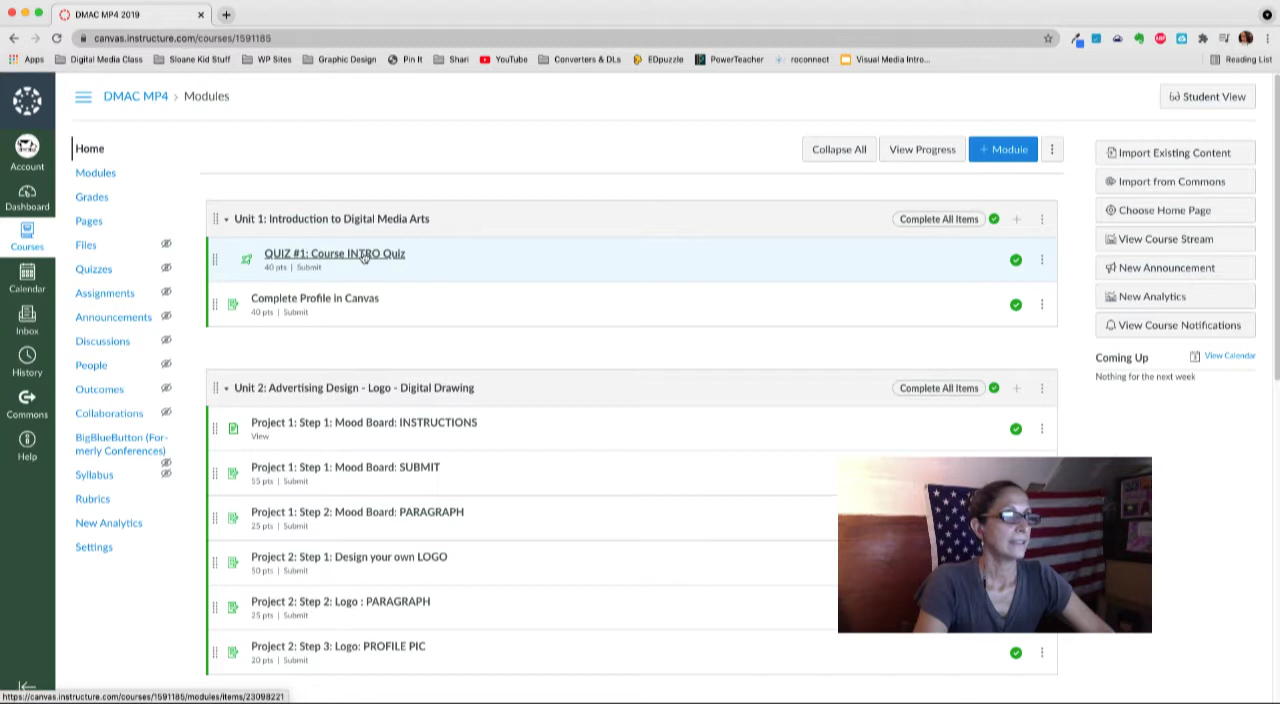 DMAC MP4 2019
canvas.instructure.com/courses/1591185
Apps Digital Media Class Sloane Kid Stuff WP Sites Graphic Design Pin It Shari YouTube Converters & DLs EDpuzzle PowerTeacher roconnect Visual Media Intro... Reading List
DMAC MP4 › Modules
Student View
Account
Dashboard
Courses
Calendar
Inbox
History
Commons
Help
Home
Modules
Grades
Pages
Files
Quizzes
Assignments
Announcements
Discussions
People
Outcomes
Collaborations
BigBlueButton (For-
merly Conferences)
Syllabus
Rubrics
New Analytics
Settings
Collapse All View Progress + Module
Unit 1: Introduction to Digital Media Arts Complete All Items
QUIZ #1: Course INTRO Quiz
40 pts | Submit
Complete Profile in Canvas
40 pts | Submit
Unit 2: Advertising Design - Logo - Digital Drawing Complete All Items
Project 1: Step 1: Mood Board: INSTRUCTIONS
View
Project 1: Step 1: Mood Board: SUBMIT
55 pts | Submit
Project 1: Step 2: Mood Board: PARAGRAPH
25 pts | Submit
Project 2: Step 1: Design your own LOGO
50 pts | Submit
Project 2: Step 2: Logo : PARAGRAPH
25 pts | Submit
Project 2: Step 3: Logo: PROFILE PIC
20 pts | Submit
Import Existing Content
Import from Commons
Choose Home Page
View Course Stream
New Announcement
New Analytics
View Course Notifications
Coming Up View Calendar
Nothing for the next week
https://canvas.instructure.com/courses/1591185/modules/items/23098221